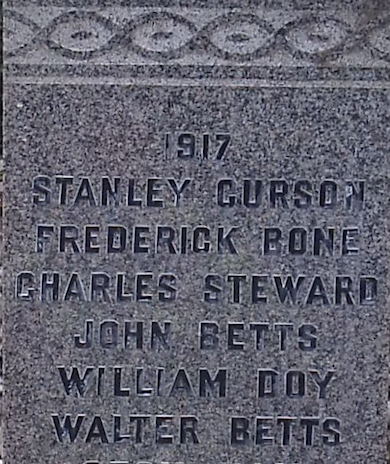 1917
STANLEY CURSON
FREDERICK BONE
CHARLES STEWARD
JOHN BETTS
WILLIAM DOY
WALTER BETTS